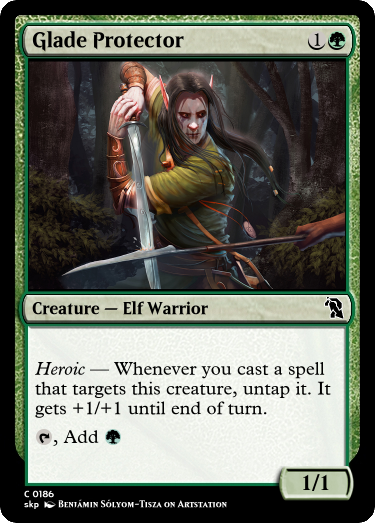 Glade Protector 1
Creature — Elf Warrior
Heroic — Whenever you cast a spell
that targets this creature, untap it. It
gets +1/+1 until end of turn.
, Add
1/1
C 0186
skp Benjámin Sólyom-Tisza on Artstation